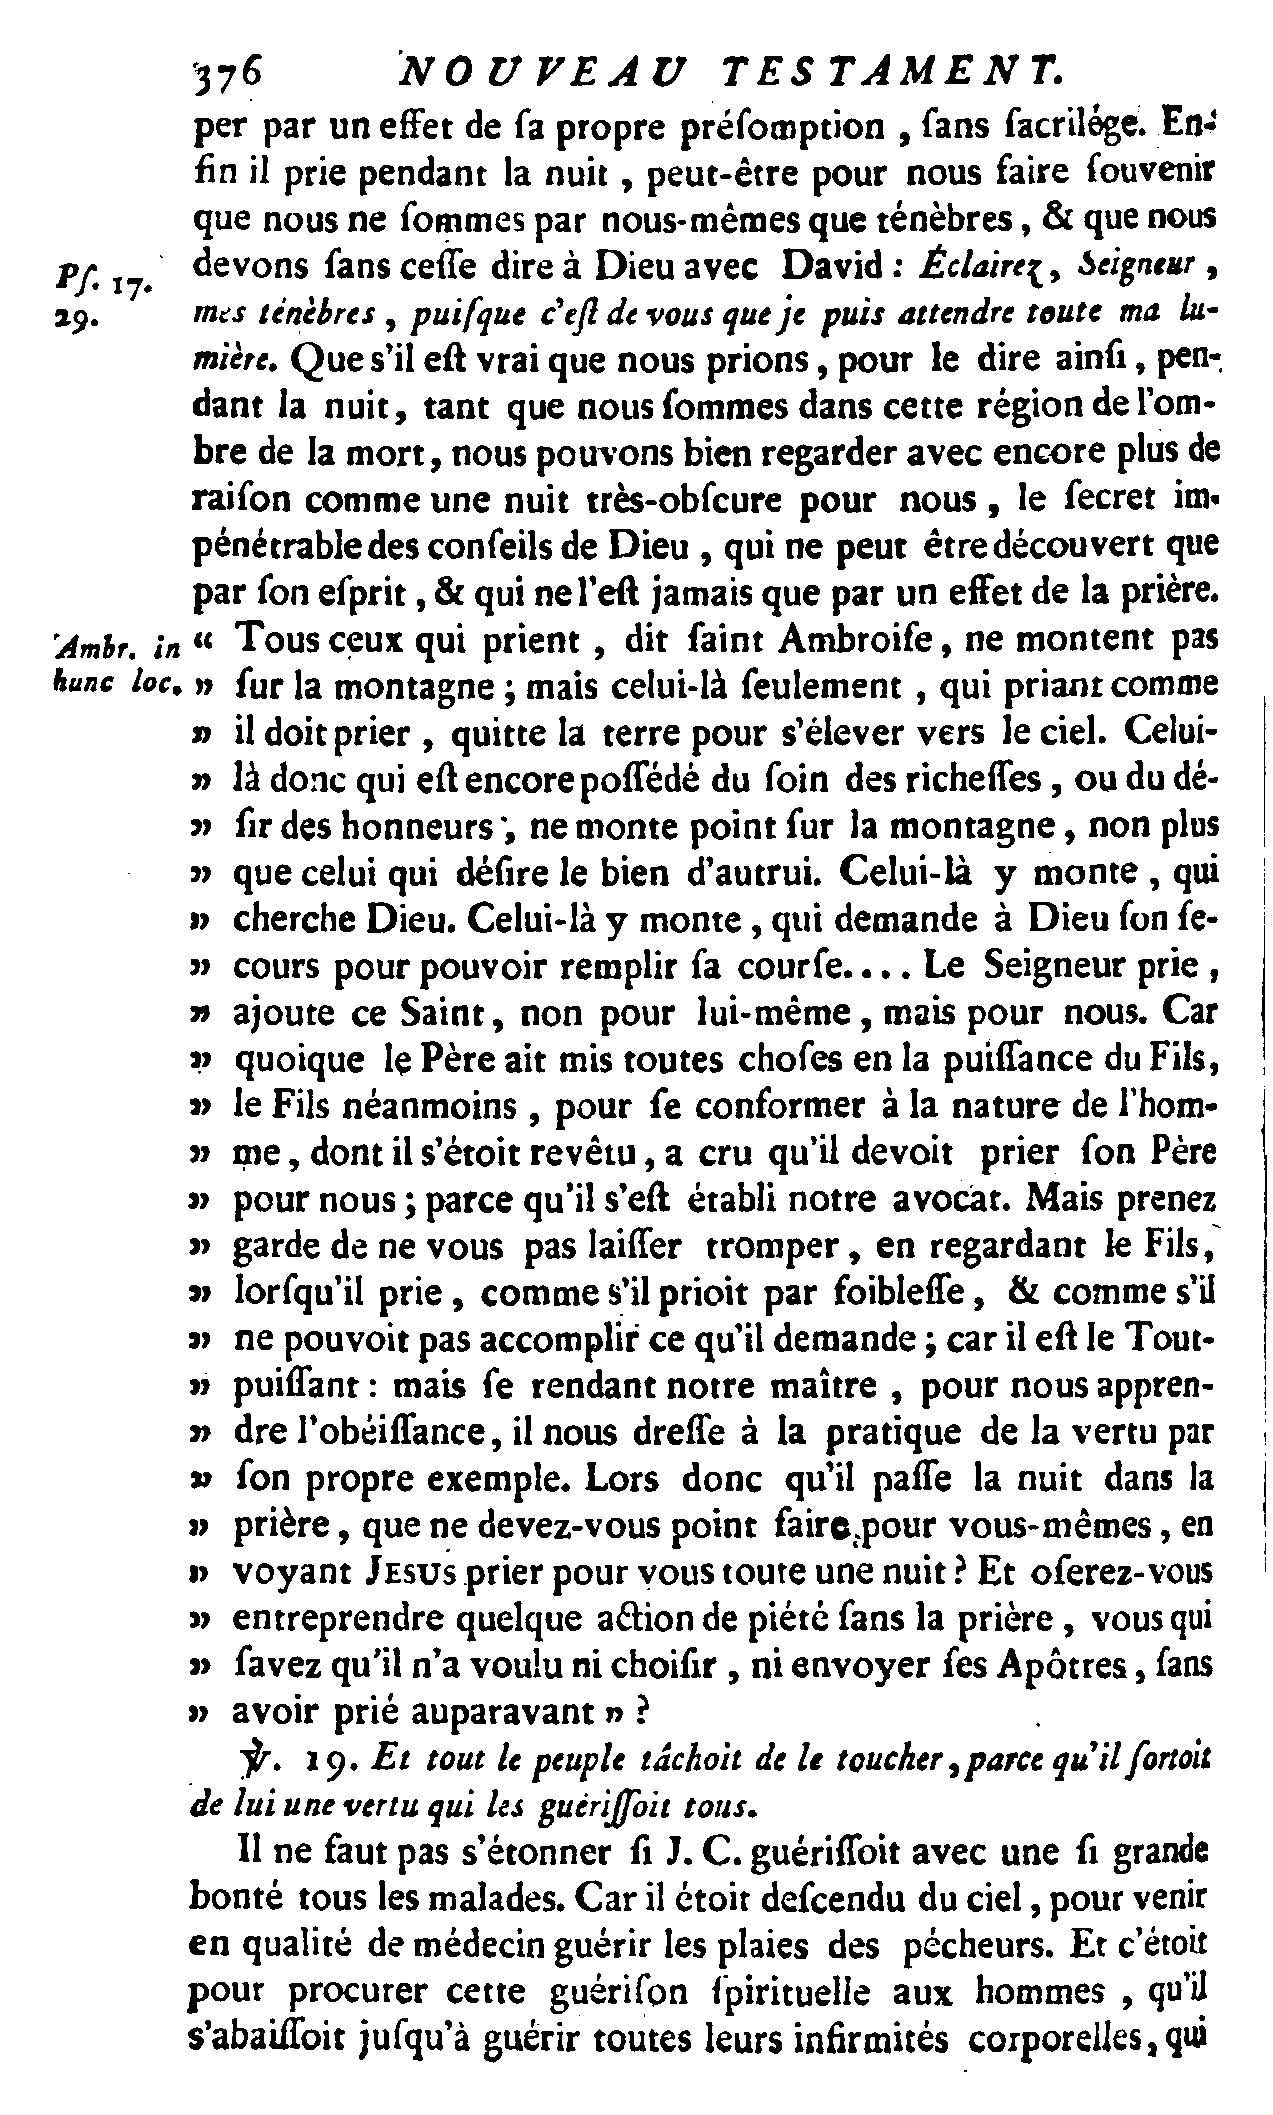 376 NOUVEAU TESTAMENT.
per par un effet de ſa propre préſomption , ſans ſacrilége. En-
fin il prie pendant la nuit , peut-être pour nous faire ſouvenir
que nous ne ſommes par nous-mêmes que ténèbres , & que nous
devons ſans ceſſe dire à Dieu avec David : Éclairez, Seigneur ,
Pſ. 17.
29.
mes ténèbres , puiſque c'eſt de vous que je puis attendre toute ma lu-
mière. Que s'il eſt vrai que nous prions , pour le dire ainſi , pen-
dant la nuit, tant que nous ſommes dans cette région de l'om-
bre de la mort, nous pouvons bien regarder avec encore plus de
raiſon comme une nuit très-obſcure pour nous , le ſecret im-
pénétrable des conſeils de Dieu , qui ne peut être découvert que
par ſon eſprit , & qui ne l'eſt jamais que par un effet de la prière.
Ambr. in
hunc loc.
“ Tous ceux qui prient , dit ſaint Ambroiſe, ne montent pas
” ſur la montagne ; mais celui-là ſeulement , qui priant comme
” il doit prier , quitte la terre pour s'élever vers le ciel. Celui-
” là donc qui eſt encore poſſédé du ſoin des richeſſes , ou du dé-
” ſir des honneurs , ne monte point ſur la montagne , non plus
” que celui qui déſire le bien d'autrui. Celui-là y monte , qui
” cherche Dieu. Celui-là y monte , qui demande à Dieu ſon ſe-
” cours pour pouvoir remplir ſa courſe.... Le Seigneur prie ,
” ajoute ce Saint, non pour lui-même , mais pour nous. Car
” quoique le Père ait mis toutes choſes en la puiſſance du Fils,
” le Fils néanmoins , pour ſe conformer à la nature de l'hom-
” me , dont il s'étoit revêtu , a cru qu'il devoit prier ſon Père
” pour nous ; parce qu'il s'eſt établi notre avocat. Mais prenez
” garde de ne vous pas laiſſer tromper , en regardant le Fils,
” lorſqu'il prie , comme s'il prioit par foibleſſe , & comme s'il
” ne pouvoit pas accomplir ce qu'il demande ; car il eſt le Tout-
” puiſſant : mais ſe rendant notre maître , pour nous appren-
” dre l'obéiſſance, il nous dreſſe à la pratique de la vertu par
” ſon propre exemple. Lors donc qu'il paſſe la nuit dans la
” prière , que ne devez-vous point faire pour vous-mêmes , en
” voyant JESUS prier pour vous toute une nuit ? Et oſerez-vous
” entreprendre quelque action de piété ſans la prière , vous qui
” ſavez qu'il n'a voulu ni choiſir , ni envoyer ſes Apôtres , ſans
” avoir prié auparavant ” ?
℣. 19. Et tout le peuple tâchoit de le toucher, parce qu'il ſortoit
de lui une vertu qui les guériſſoit tous.
Il ne faut pas s'étonner ſi J. C. guériſſoit avec une ſi grande
bonté tous les malades. Car il étoit deſcendu du ciel , pour venir
en qualité de médecin guérir les plaies des pécheurs. Et c'étoit
pour procurer cette guériſon ſpirituelle aux hommes , qu'il
s'abaiſſoit juſqu'à guérir toutes leurs infirmités corporelles, qui